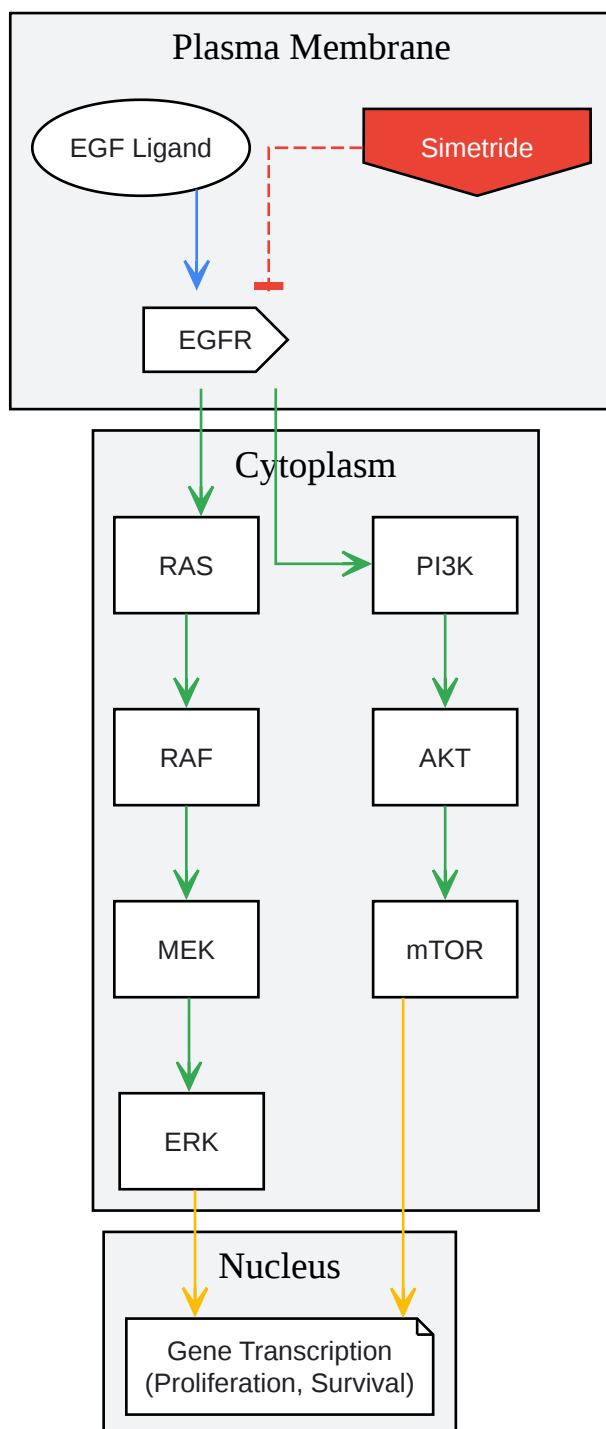 Plasma Membrane
EGF Ligand
Simetride
EGFR
Cytoplasm
RAS
PI3K
RAF
AKT
MEK
mTOR
ERK
Nucleus
Gene Transcription
(Proliferation, Survival)